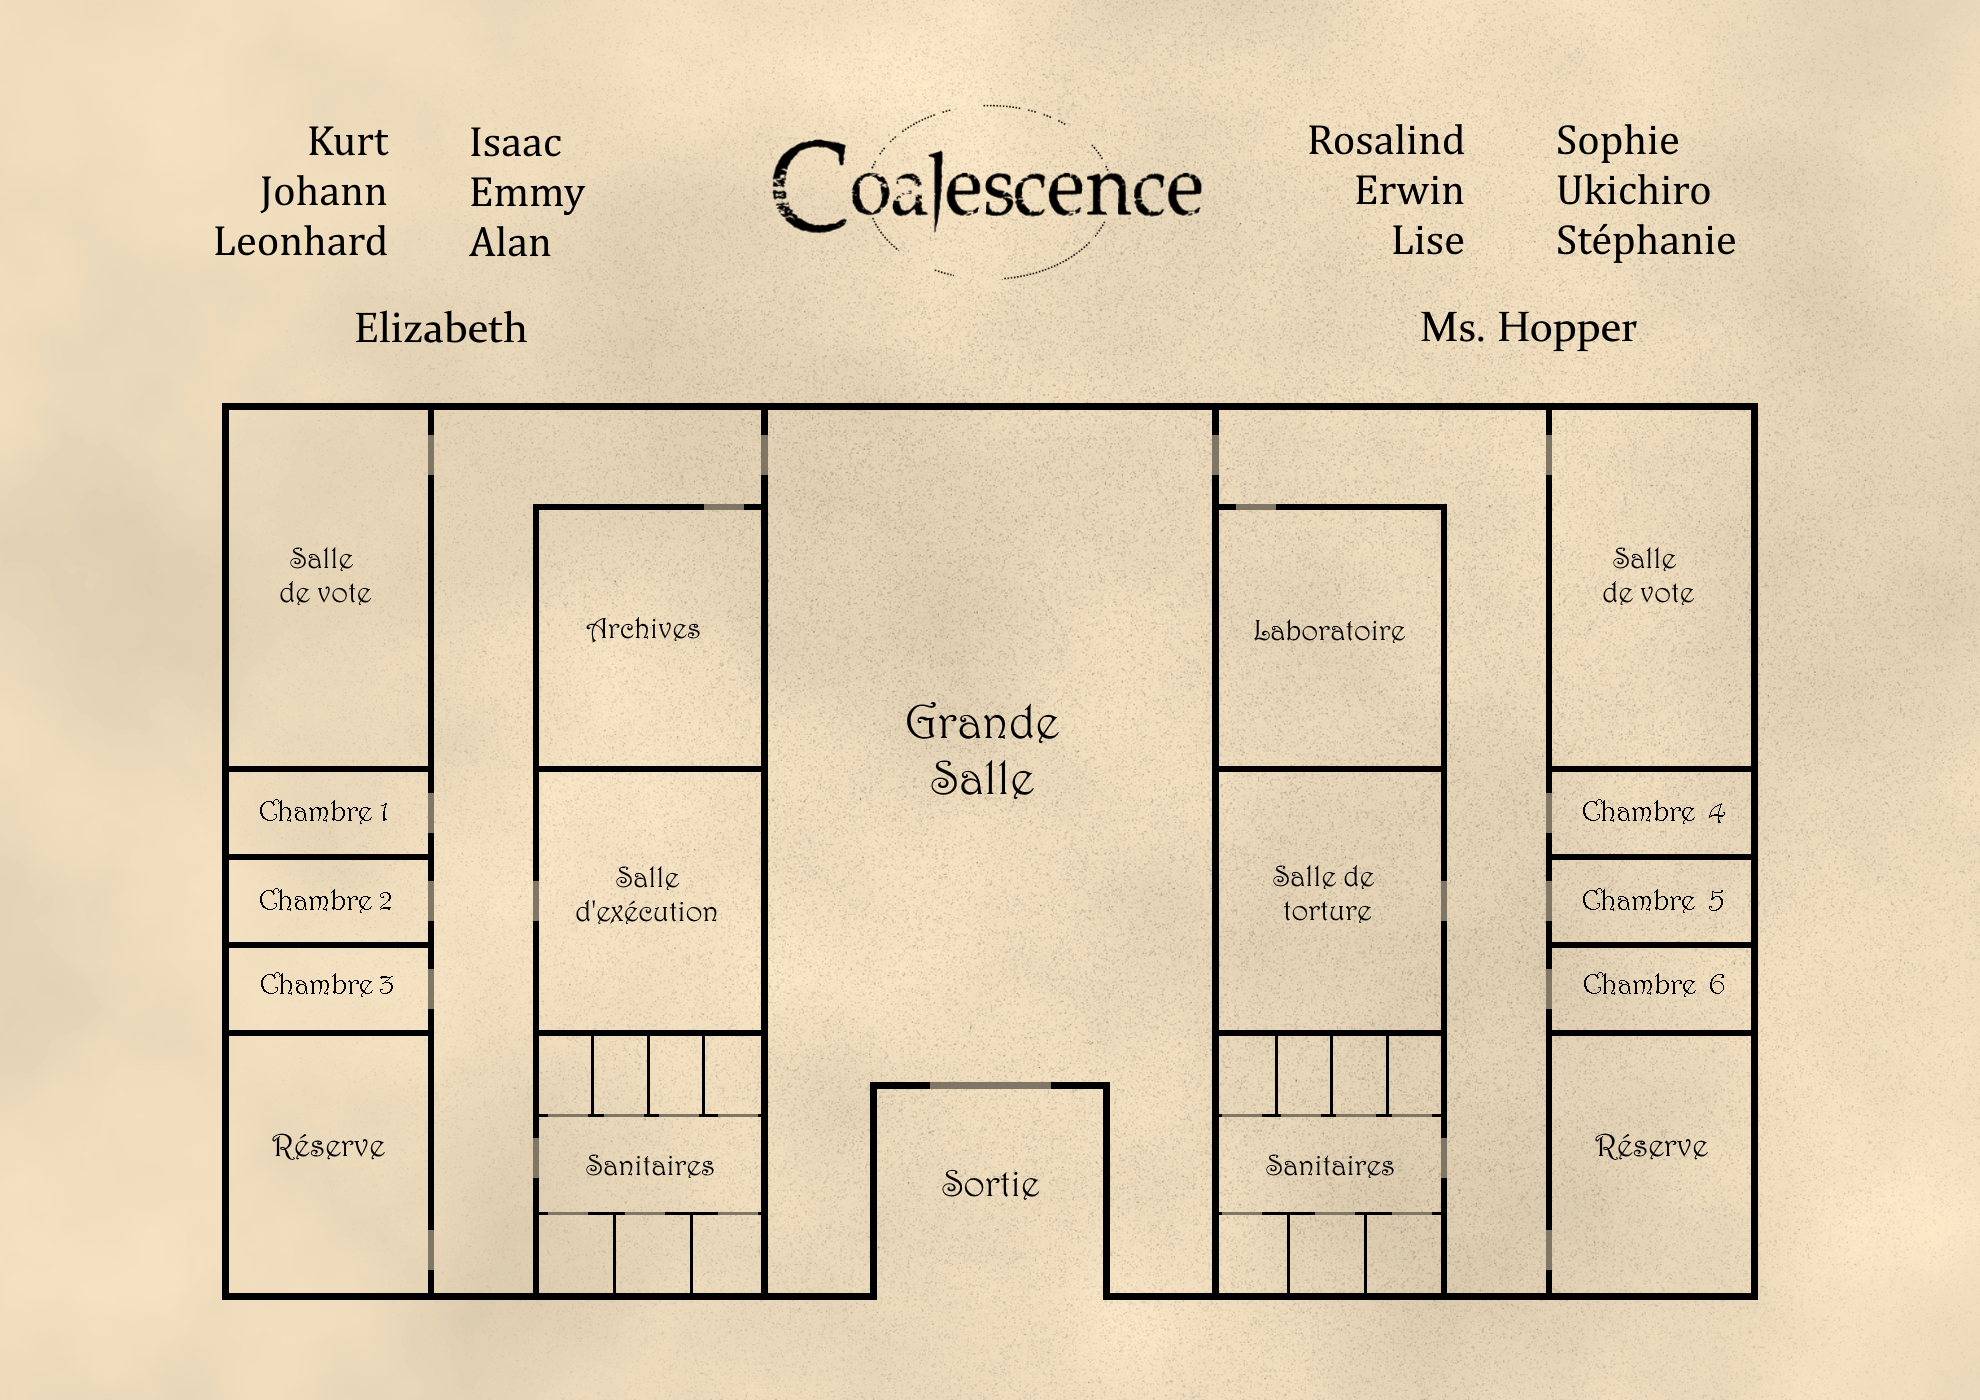 Coalescence
Kurt
Johann
Leonhard
Isaac
Emmy
Alan
Elizabeth
Rosalind
Erwin
Lise
Sophie
Ukichiro
Stéphanie
Ms. Hopper
Salle
de vote
Chambre 1
Chambre 2
Chambre 3
Réserve
Archives
Salle
d'exécution
Sanitaires
Grande
Salle
Sortie
Laboratoire
Salle de
torture
Sanitaires
Salle
de vote
Chambre 4
Chambre 5
Chambre 6
Réserve